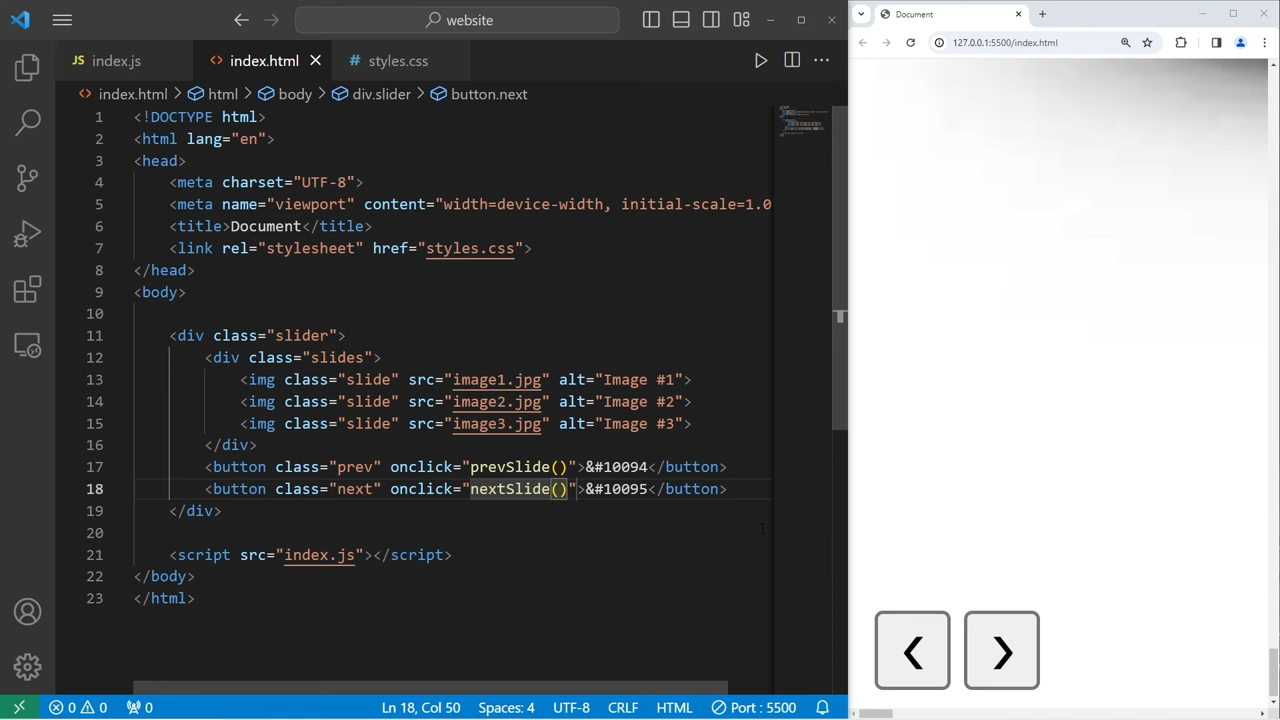 website
index.js
index.html
styles.css
index.html > html > body > div.slider > button.next
1 <!DOCTYPE html>
2 <html lang="en">
3 <head>
4 <meta charset="UTF-8">
5 <meta name="viewport" content="width=device-width, initial-scale=1.0
6 <title>Document</title>
7 <link rel="stylesheet" href="styles.css">
8 </head>
9 <body>
10
11 <div class="slider">
12 <div class="slides">
13 <img class="slide" src="image1.jpg" alt="Image #1">
14 <img class="slide" src="image2.jpg" alt="Image #2">
15 <img class="slide" src="image3.jpg" alt="Image #3">
16 </div>
17 <button class="prev" onclick="prevSlide()">&#10094</button>
18 <button class="next" onclick="nextSlide()">&#10095</button>
19 </div>
20
21 <script src="index.js"></script>
22 </body>
23 </html>
0 0 0 Ln 18, Col 50 Spaces: 4 UTF-8 CRLF HTML Port : 5500
Document
127.0.0.1:5500/index.html
❮ ❯